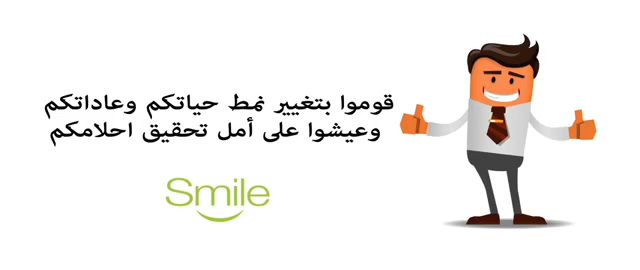 قوموا بتغيير نمط حياتكم وعاداتكم
وعيشوا على أمل تحقيق احلامكم
Smile